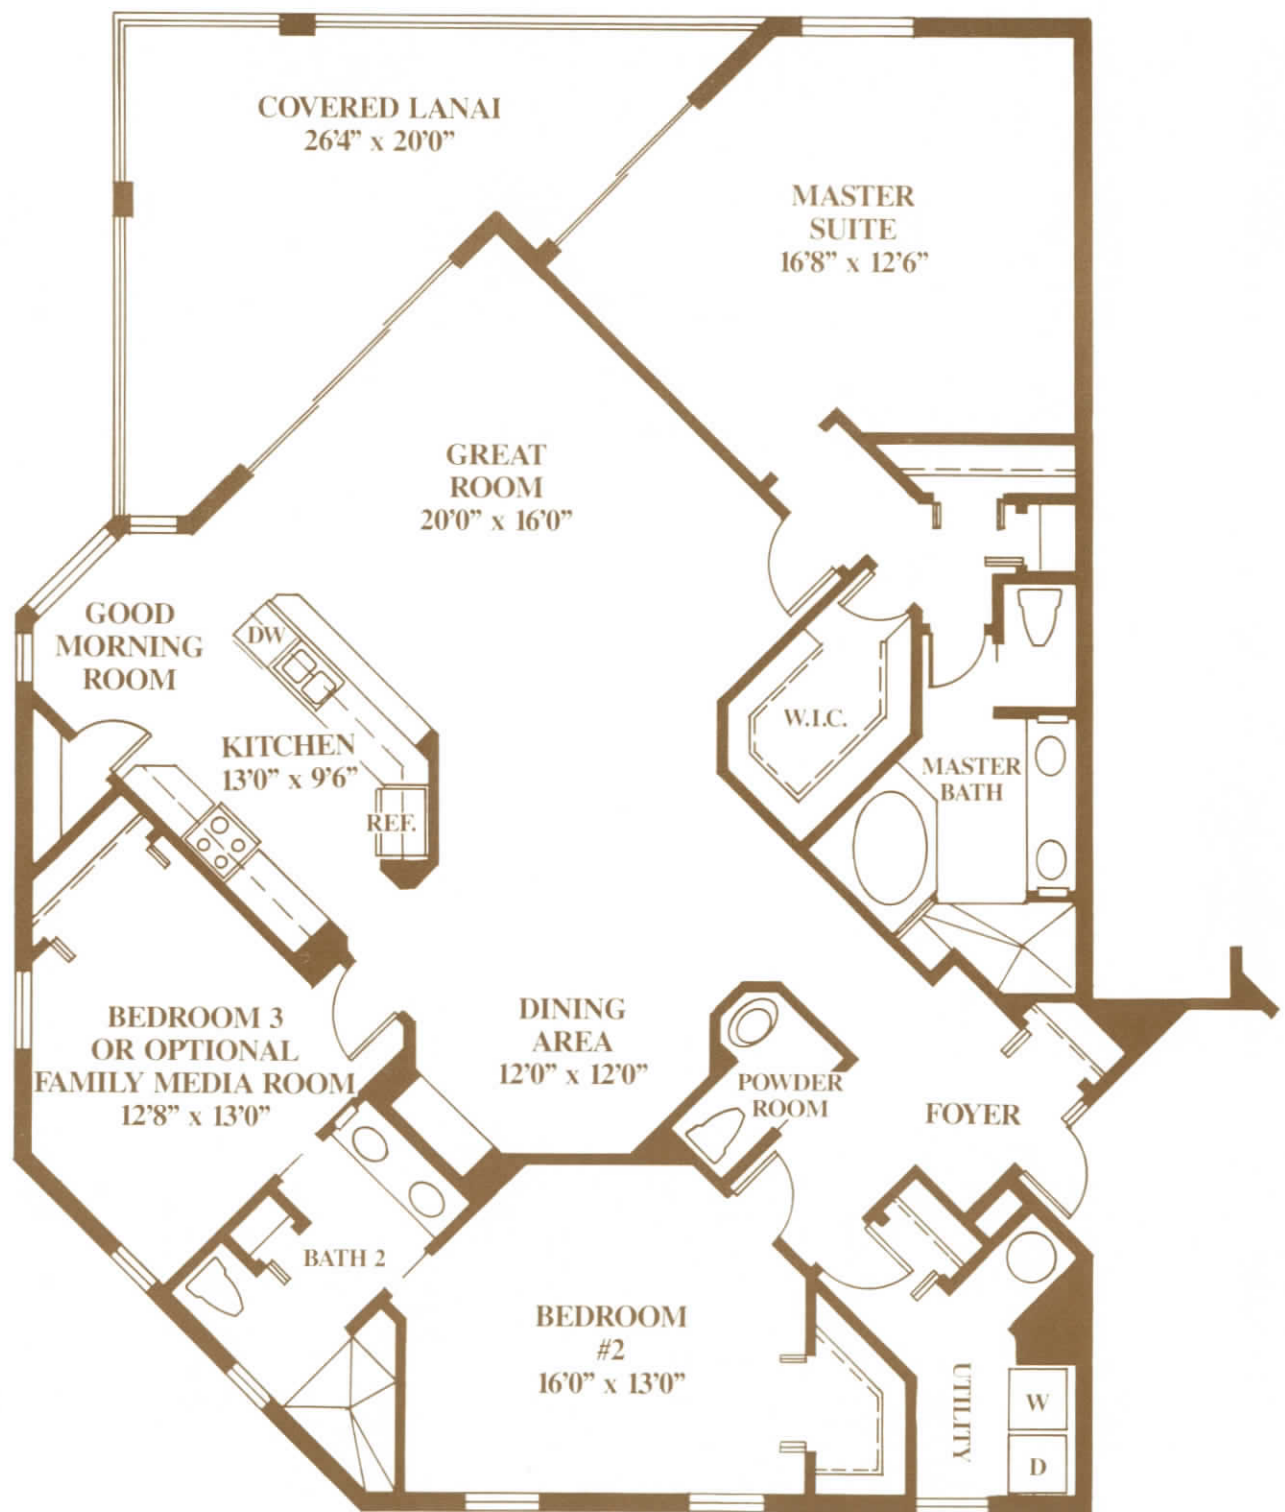 COVERED LANAI
26'4" x 20'0"
MASTER
SUITE
16'8" x 12'6"
GREAT
ROOM
20'0" x 16'0"
GOOD
MORNING
ROOM
DW
KITCHEN
13'0" x 9'6"
REF.
W.I.C.
MASTER
BATH
BEDROOM 3
OR OPTIONAL
FAMILY MEDIA ROOM
12'8" x 13'0"
DINING
AREA
12'0" x 12'0"
POWDER
ROOM
FOYER
BATH 2
BEDROOM
#2
16'0" x 13'0"
UTILITY
W
D